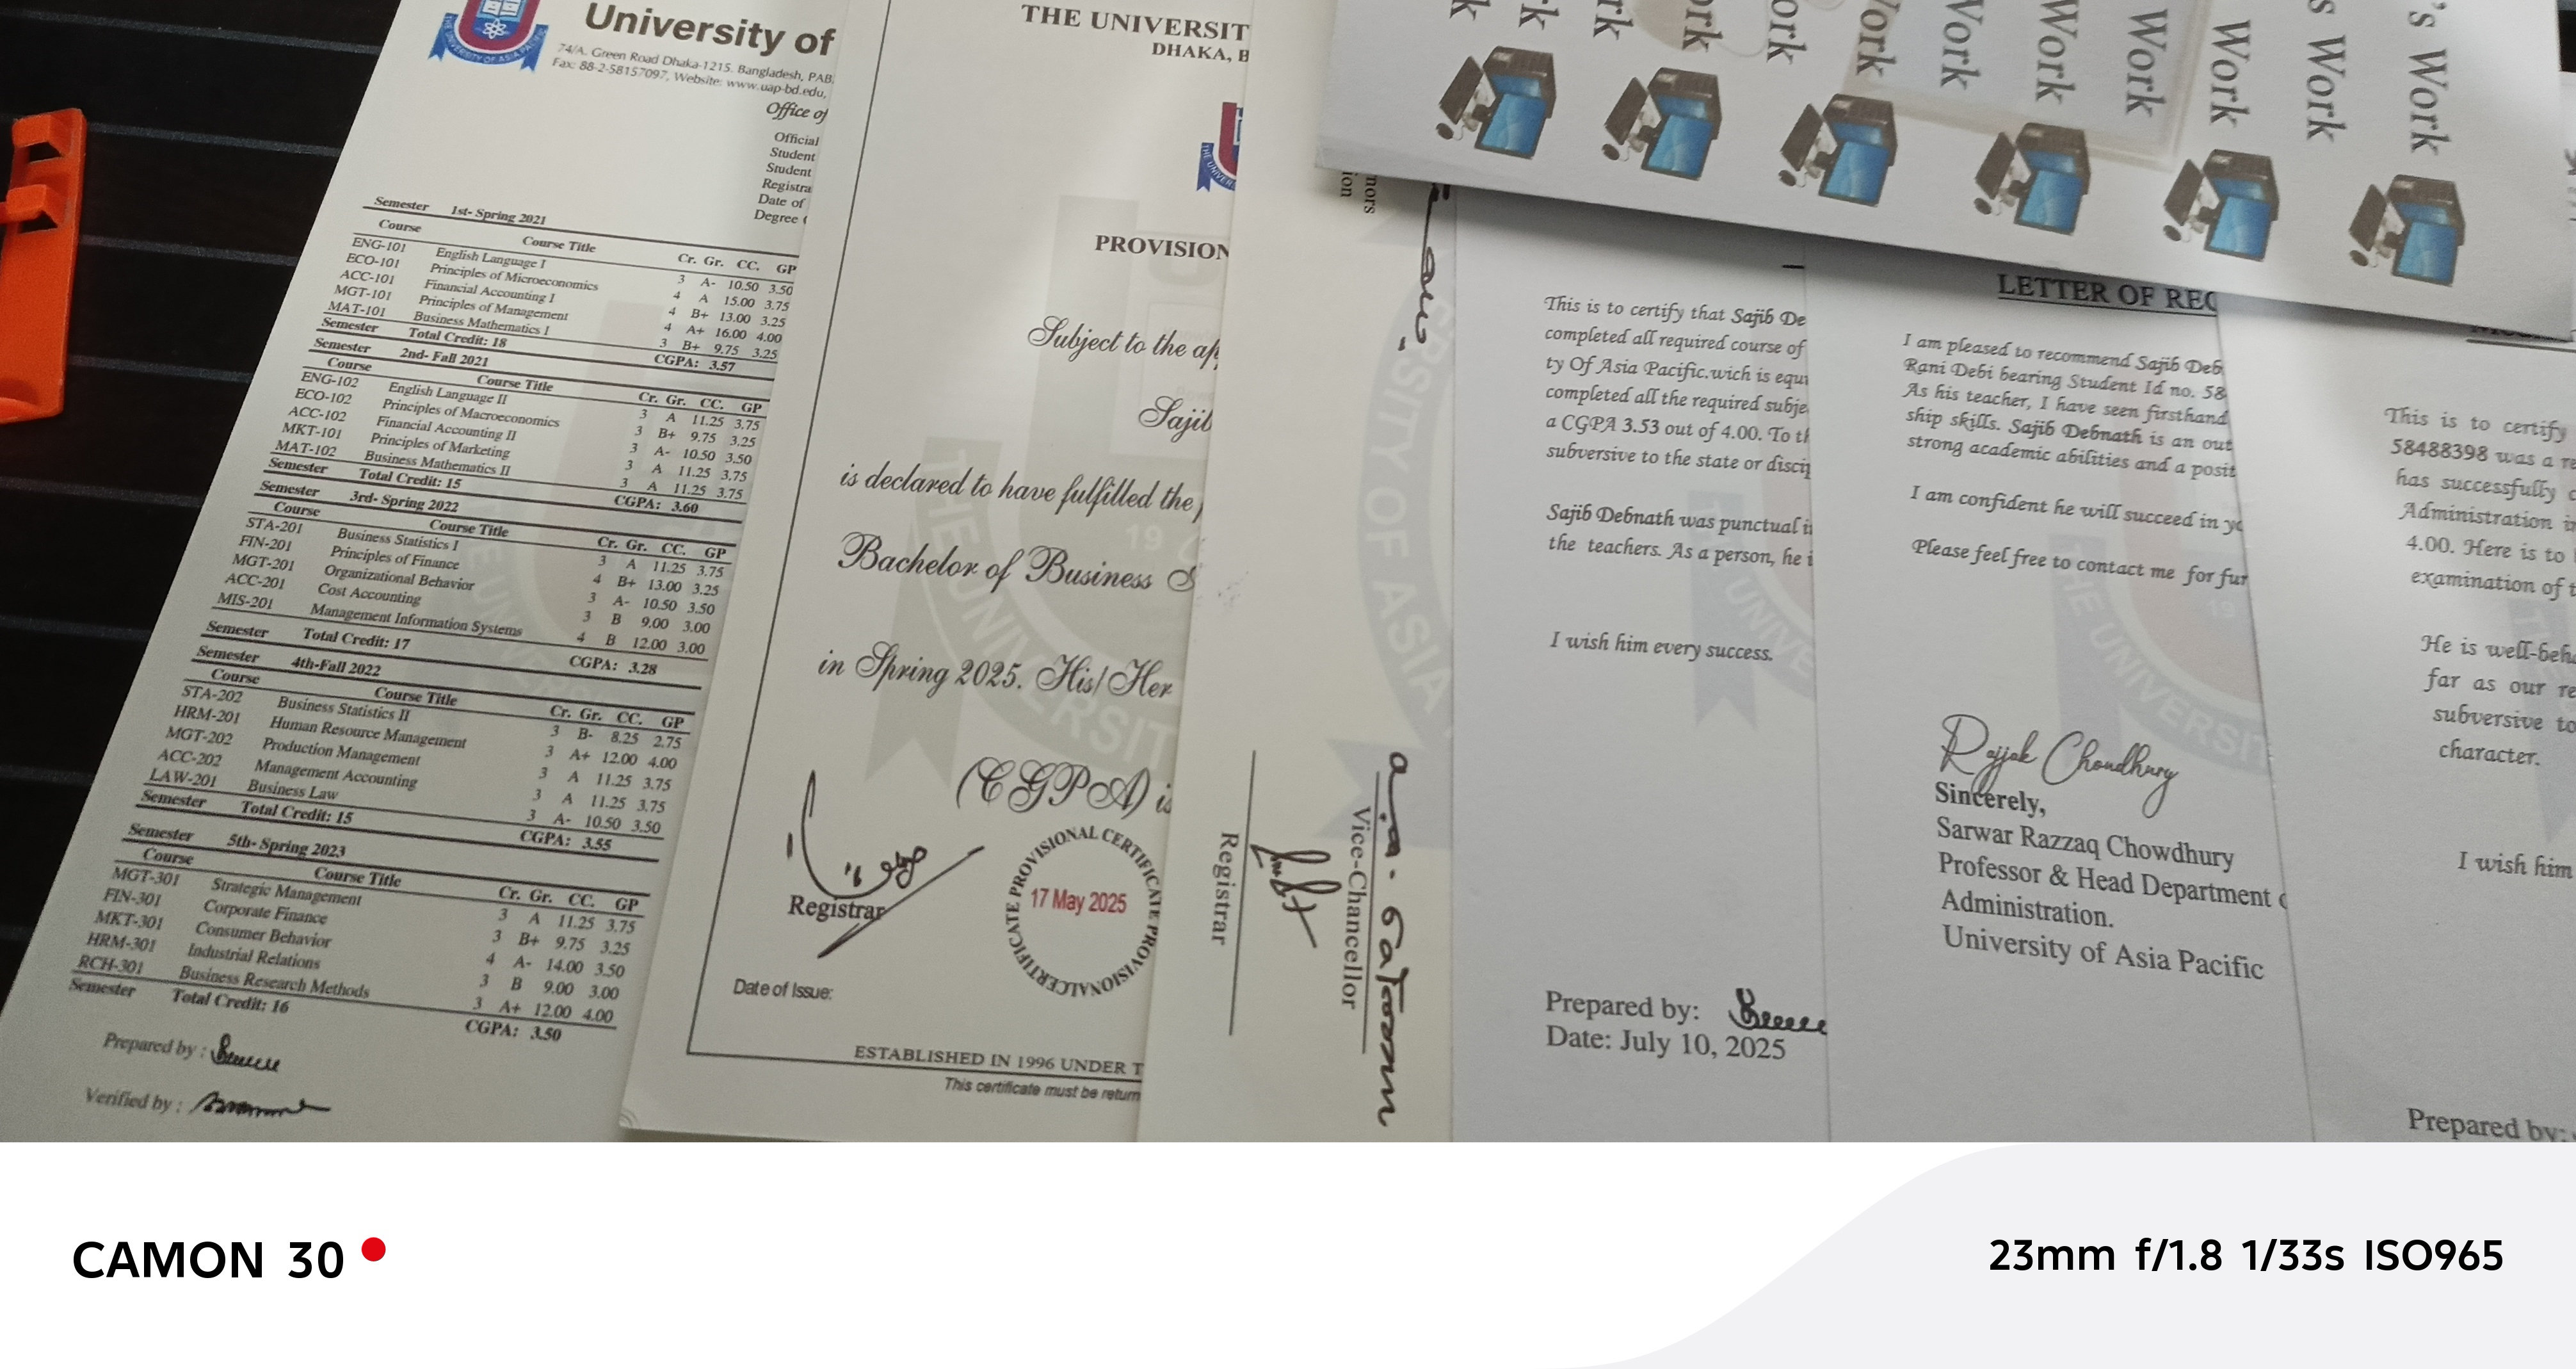 University of
74/A. Green Road Dhaka-1215. Bangladesh, PAB.
Fax: 88-2-58157097, Website: www.uap-bd.edu,
THE UNIVERSITY OF ASIA PACIFIC
Office of
Official
Student
Student
Registra
Date of
Degree
Semester 1st- Spring 2021
Course Course Title Cr. Gr. CC. GP
ENG-101 English Language I 3 A- 10.50 3.50
ECO-101 Principles of Microeconomics 4 A 15.00 3.75
ACC-101 Financial Accounting I 4 B+ 13.00 3.25
MGT-101 Principles of Management 4 A+ 16.00 4.00
MAT-101 Business Mathematics I 3 B+ 9.75 3.25
Semester Total Credit: 18 CGPA: 3.57
Semester 2nd- Fall 2021
Course Course Title Cr. Gr. CC. GP
ENG-102 English Language II 3 A 11.25 3.75
ECO-102 Principles of Macroeconomics 3 B+ 9.75 3.25
ACC-102 Financial Accounting II 3 A- 10.50 3.50
MKT-101 Principles of Marketing 3 A 11.25 3.75
MAT-102 Business Mathematics II 3 A 11.25 3.75
Semester Total Credit: 15 CGPA: 3.60
Semester 3rd- Spring 2022
Course Course Title Cr. Gr. CC. GP
STA-201 Business Statistics I 3 A 11.25 3.75
FIN-201 Principles of Finance 4 B+ 13.00 3.25
MGT-201 Organizational Behavior 3 A- 10.50 3.50
ACC-201 Cost Accounting 3 B 9.00 3.00
MIS-201 Management Information Systems 4 B 12.00 3.00
Semester Total Credit: 17 CGPA: 3.28
Semester 4th-Fall 2022
Course Course Title Cr. Gr. CC. GP
STA-202 Business Statistics II 3 B- 8.25 2.75
HRM-201 Human Resource Management 3 A+ 12.00 4.00
MGT-202 Production Management 3 A 11.25 3.75
ACC-202 Management Accounting 3 A 11.25 3.75
LAW-201 Business Law 3 A- 10.50 3.50
Semester Total Credit: 15 CGPA: 3.55
Semester 5th- Spring 2023
Course Course Title Cr. Gr. CC. GP
MGT-301 Strategic Management 3 A 11.25 3.75
FIN-301 Corporate Finance 3 B+ 9.75 3.25
MKT-301 Consumer Behavior 4 A- 14.00 3.50
HRM-301 Industrial Relations 3 B 9.00 3.00
RCH-301 Business Research Methods 3 A+ 12.00 4.00
Semester Total Credit: 16 CGPA: 3.50
Prepared by :
Verified by :
THE UNIVERSIT
DHAKA, B
PROVISION
Subject to the ap
Sajib
is declared to have fulfilled the
Bachelor of Business
in Spring 2025. His/Her
(CGPA) is
Registrar
PROVISIONAL CERTIFICATE PROVISIONALCERTIFICATE
17 May 2025
Date of Issue:
ESTABLISHED IN 1996 UNDER T
This certificate must be return
THE UNIVERSIT
19
nors
ion
SITY OF ASIA
Registrar
Vice-Chancellor
Work
Work
Work
Work
Work
Work
s Work
's Work
This is to certify that Sajib De
completed all required course of
ty Of Asia Pacific.wich is equi
completed all the required subje
a CGPA 3.53 out of 4.00. To th
subversive to the state or discip
Sajib Debnath was punctual i
the teachers. As a person, he i
I wish him every success.
Prepared by:
Date: July 10, 2025
LETTER OF REC
I am pleased to recommend Sajib Deb
Rani Debi bearing Student Id no. 58
As his teacher, I have seen firsthand
ship skills. Sajib Debnath is an out
strong academic abilities and a posit
I am confident he will succeed in yo
Please feel free to contact me for fur
THE UNIVERSIT
Rajjak Choudhury
Sincerely,
Sarwar Razzaq Chowdhury
Professor & Head Department
Administration.
University of Asia Pacific
This is to certify
58488398 was a re
has successfully c
Administration in
4.00. Here is to
examination of t
He is well-beha
far as our re
subversive to
character.
I wish him
Prepared by:
CAMON 30
23mm f/1.8 1/33s ISO965